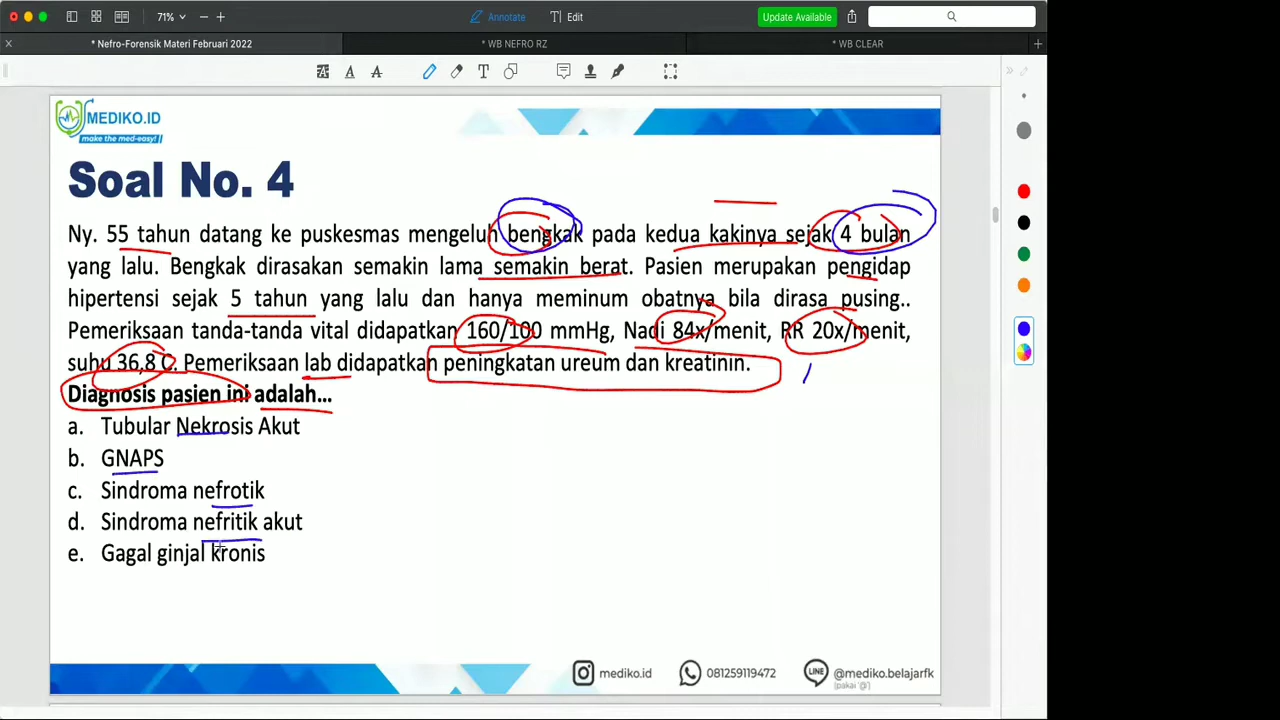 71%
Annotate
Edit
Update Available
* Nefro-Forensik Materi Februari 2022
* WB NEFRO RZ
* WB CLEAR
MEDIKO.ID
make the med-easy!
Soal No. 4
Ny. 55 tahun datang ke puskesmas mengeluh bengkak pada kedua kakinya sejak 4 bulan
yang lalu. Bengkak dirasakan semakin lama semakin berat. Pasien merupakan pengidap
hipertensi sejak 5 tahun yang lalu dan hanya meminum obatnya bila dirasa pusing..
Pemeriksaan tanda-tanda vital didapatkan 160/100 mmHg, Nadi 84x/menit, RR 20x/menit,
suhu 36,8 C. Pemeriksaan lab didapatkan peningkatan ureum dan kreatinin.
Diagnosis pasien ini adalah...
a. Tubular Nekrosis Akut
b. GNAPS
c. Sindroma nefrotik
d. Sindroma nefritik akut
e. Gagal ginjal kronis
mediko.id
081259119472
LINE
@mediko.belajarfk
(pakai '@')